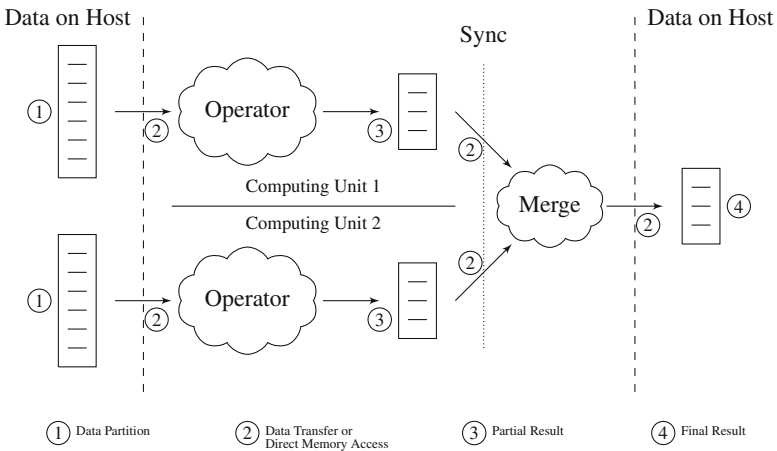 Data on Host
Data on Host
Sync
1
2
Operator
3
2
Computing Unit 1
Merge
2
4
Computing Unit 2
1
2
Operator
3
2
1 Data Partition
2 Data Transfer or
Direct Memory Access
3 Partial Result
4 Final Result